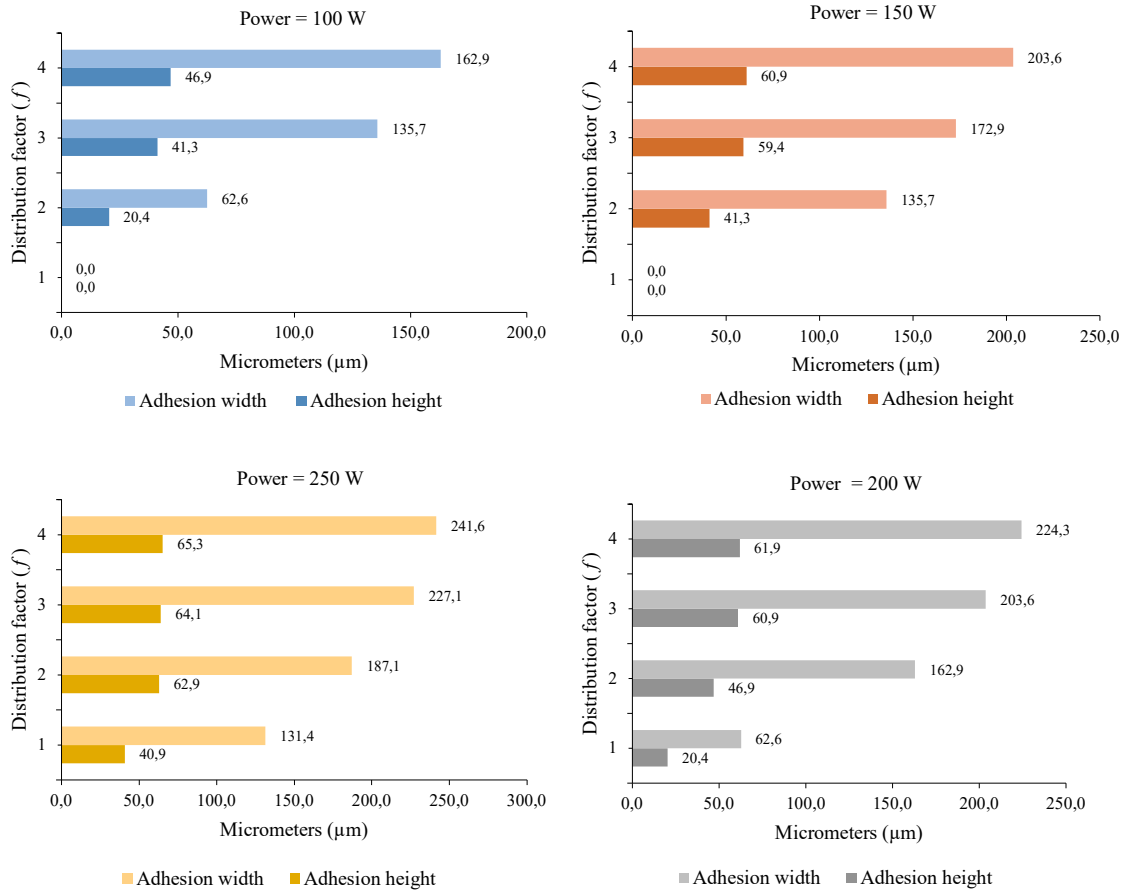 Power = 100 W
Distribution factor (f)
4
162,9
46,9
3
135,7
41,3
2
62,6
20,4
1
0,0
0,0
0,0 50,0 100,0 150,0 200,0
Micrometers (µm)
Adhesion width Adhesion height
Power = 150 W
Distribution factor (f)
4
203,6
60,9
3
172,9
59,4
2
135,7
41,3
1
0,0
0,0
0,0 50,0 100,0 150,0 200,0 250,0
Micrometers (µm)
Adhesion width Adhesion height
Power = 250 W
Distribution factor (f)
4
241,6
65,3
3
227,1
64,1
2
187,1
62,9
1
131,4
40,9
0,0 50,0 100,0 150,0 200,0 250,0 300,0
Micrometers (µm)
Adhesion width Adhesion height
Power = 200 W
Distribution factor (f)
4
224,3
61,9
3
203,6
60,9
2
162,9
46,9
1
62,6
20,4
0,0 50,0 100,0 150,0 200,0 250,0
Micrometers (µm)
Adhesion width Adhesion height